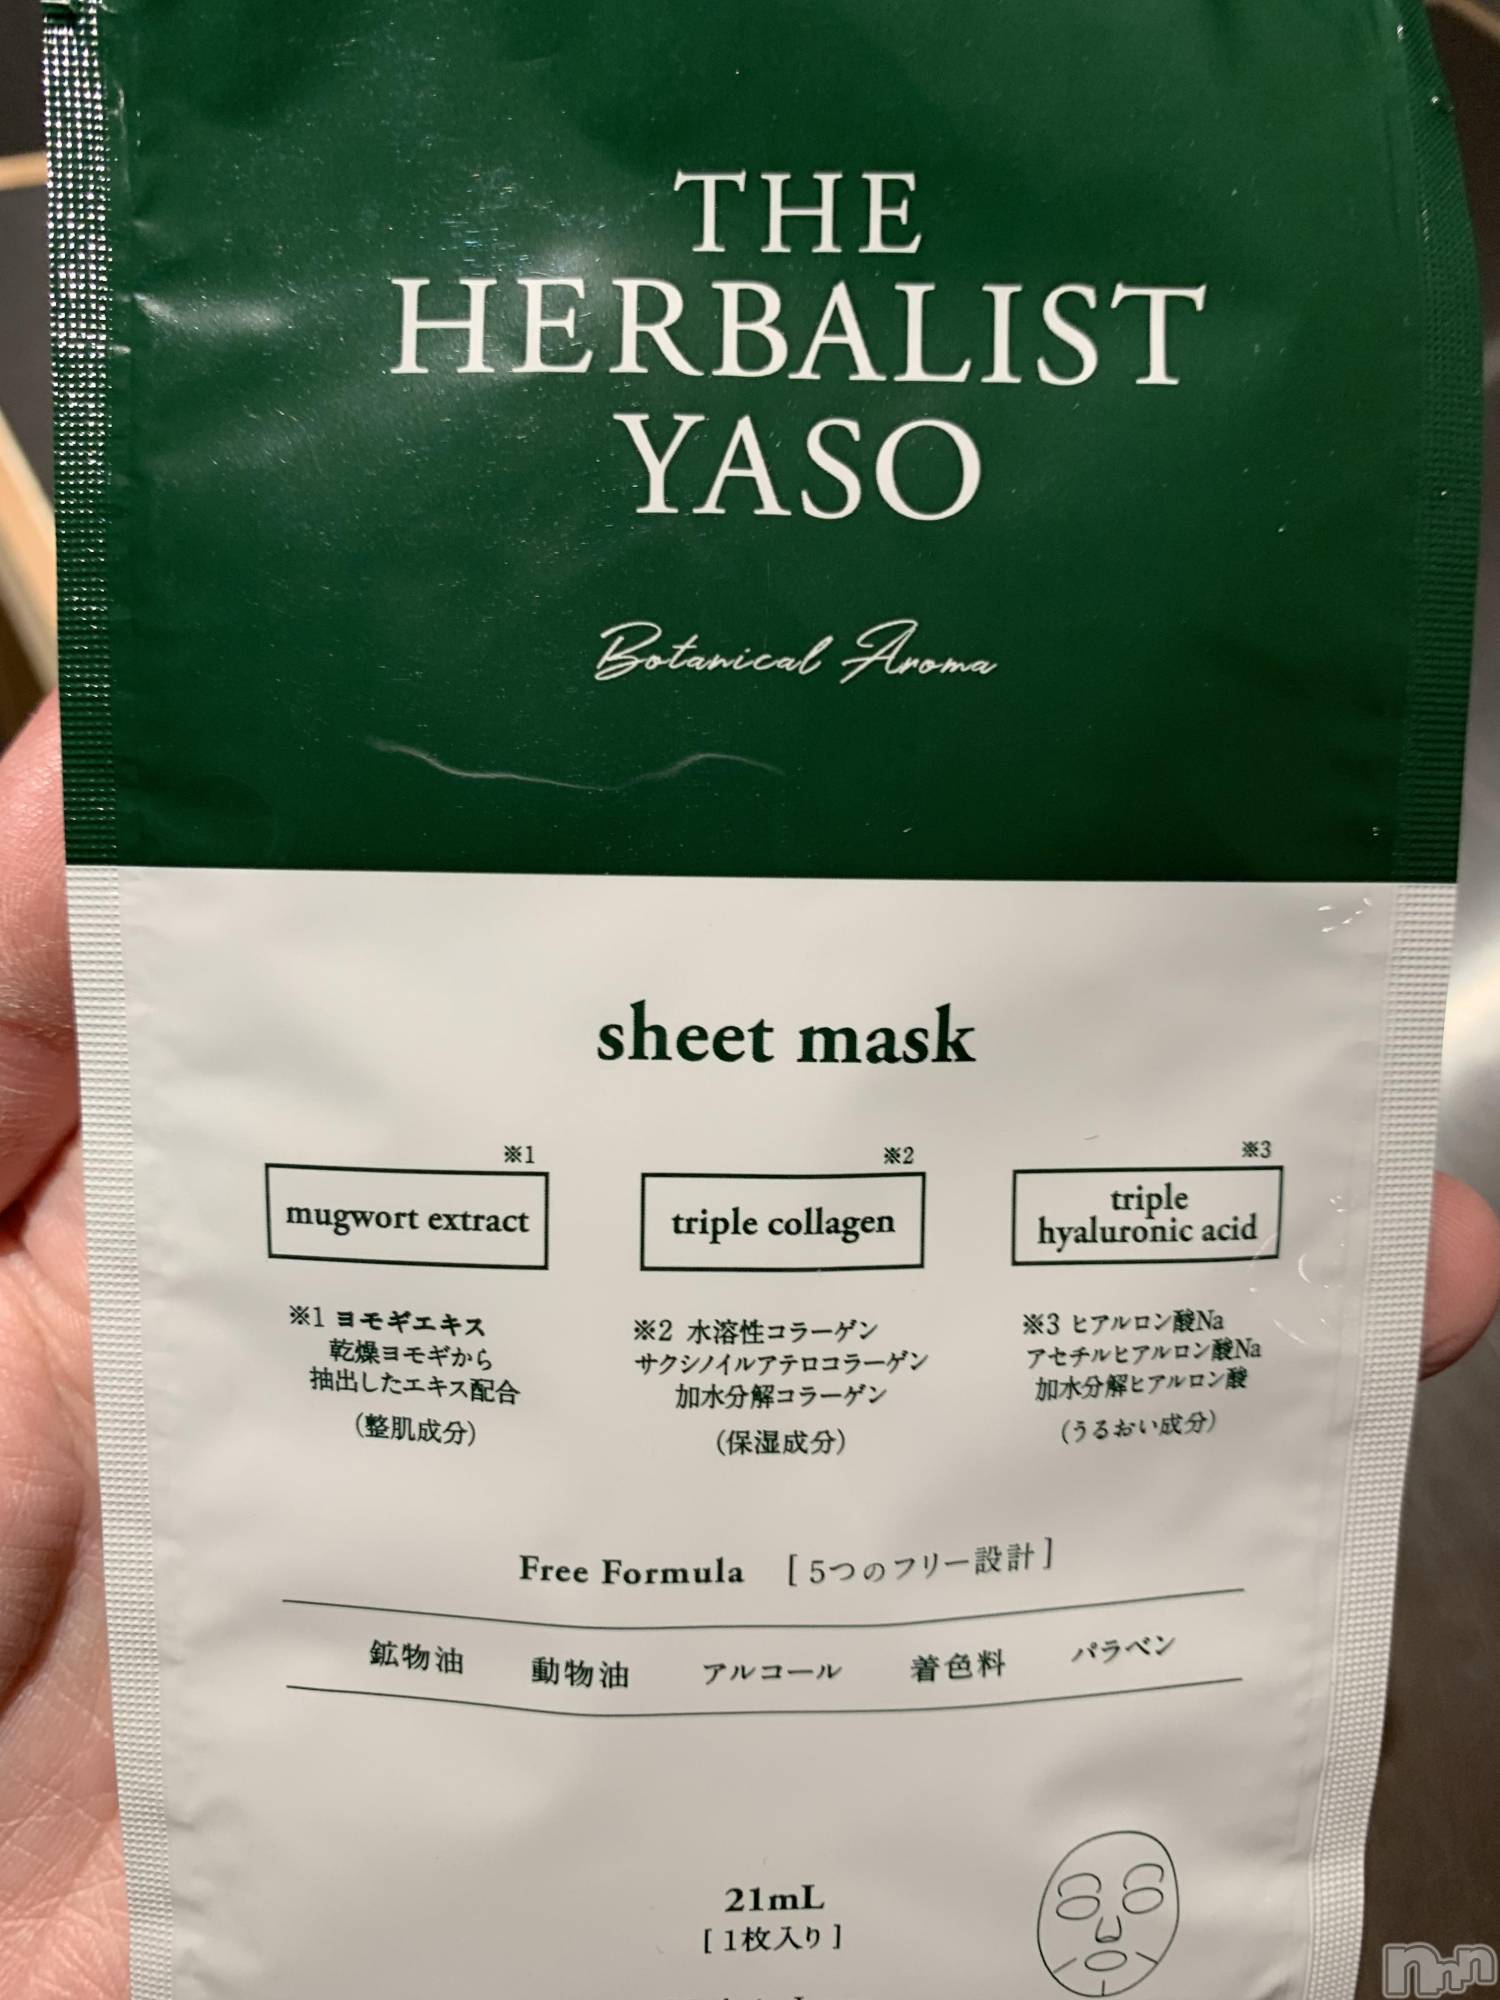 THE
HERBALIST
YASO
Botanical Aroma
sheet mask
※1
mugwort extract
※1 ヨモギエキス
乾燥ヨモギから
抽出したエキス配合
(整肌成分)
※2
triple collagen
※2 水溶性コラーゲン
サクシノイルアテロコラーゲン
加水分解コラーゲン
(保湿成分)
※3
triple
hyaluronic acid
※3 ヒアルロン酸Na
アセチルヒアルロン酸Na
加水分解ヒアルロン酸
(うるおい成分)
Free Formula [ 5つのフリー設計 ]
鉱物油 動物油 アルコール 着色料 パラベン
21mL
[ 1枚入り ]
nnn